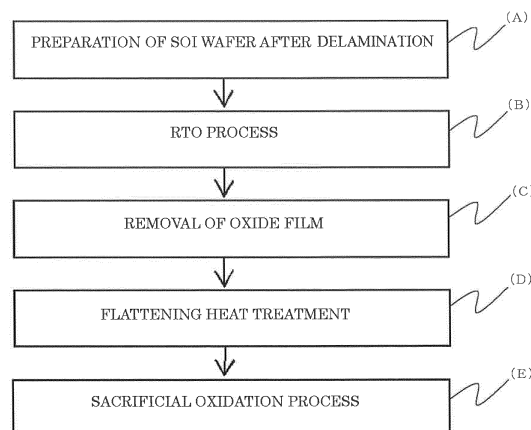 (A)
PREPARATION OF SOI WAFER AFTER DELAMINATION
(B)
RTO PROCESS
(C)
REMOVAL OF OXIDE FILM
(D)
FLATTENING HEAT TREATMENT
(E)
SACRIFICIAL OXIDATION PROCESS